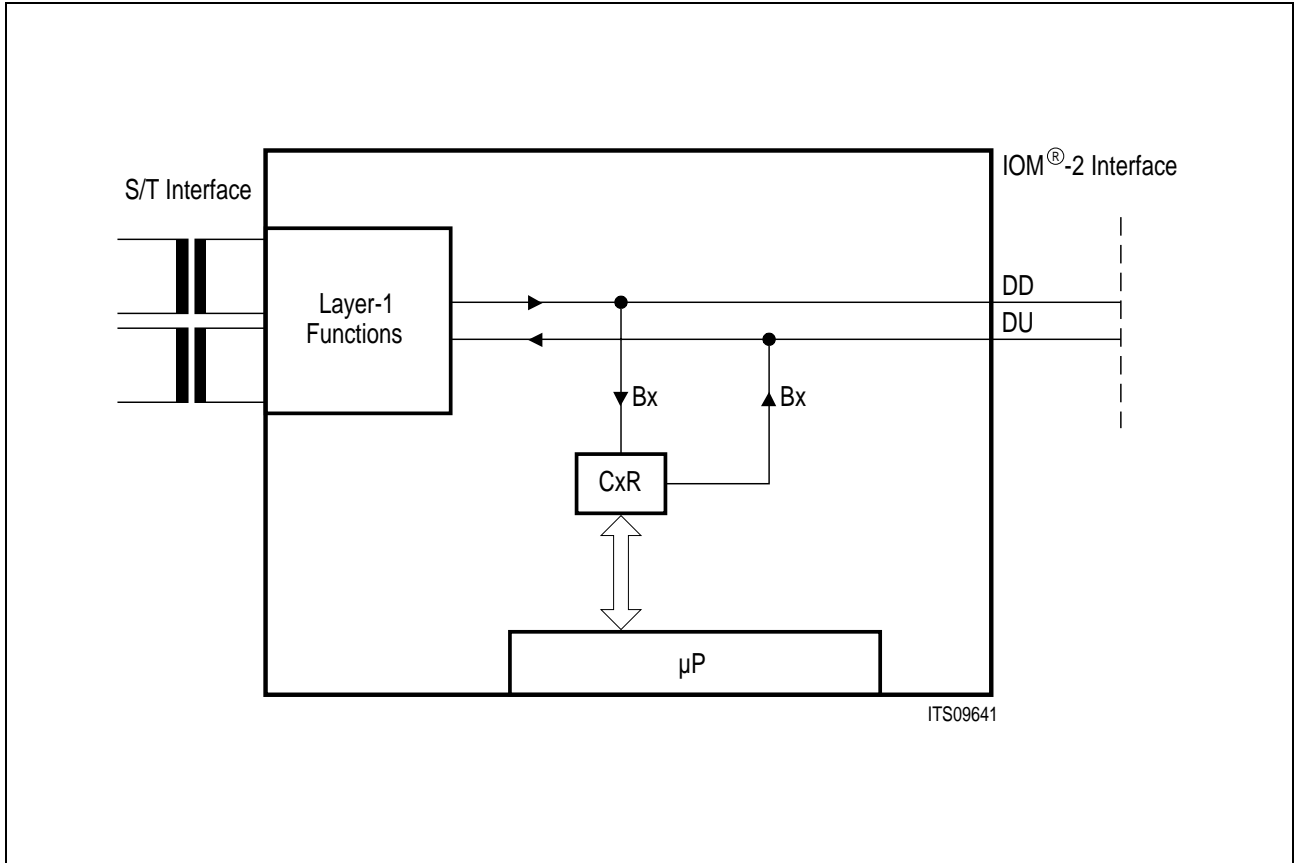 S/T Interface
IOM®-2 Interface
Layer-1
Functions
DD
DU
Bx
Bx
CxR
µP
ITS09641